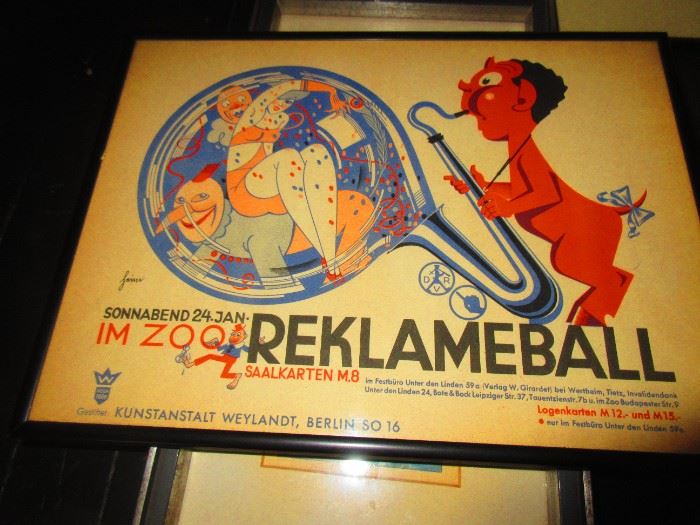 SONNABEND 24. JAN.
IM ZOO REKLAMEBALL
SAALKARTEN M.8
im Festbüro Unter den Linden 59a (Verlag W. Girardet) bei Wertheim, Tietz, Invalidendank
Unter den Linden 24, Bote & Bock Leipziger Str. 37, Tauentzienstr. 7b u. im Zoo Budapester Str. 9
Logenkarten M 12.- und M 15.-
• nur im Festbüro Unter den Linden 59a.
Gestiftet: KUNSTANSTALT WEYLANDT, BERLIN SO 16
D R
V